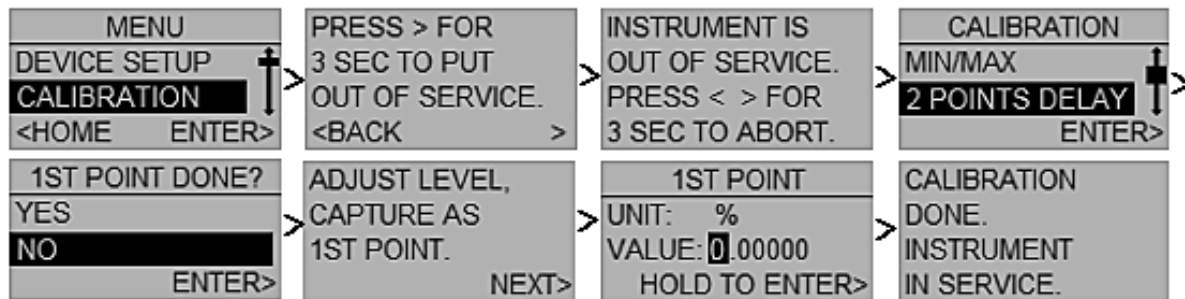 MENU
DEVICE SETUP
CALIBRATION
<HOME ENTER>
>
PRESS > FOR
3 SEC TO PUT
OUT OF SERVICE.
<BACK >
>
INSTRUMENT IS
OUT OF SERVICE.
PRESS < > FOR
3 SEC TO ABORT.
>
CALIBRATION
MIN/MAX
2 POINTS DELAY
ENTER>
>
1ST POINT DONE?
YES
NO
ENTER>
>
ADJUST LEVEL,
CAPTURE AS
1ST POINT.
NEXT>
>
1ST POINT
UNIT: %
VALUE: 0.00000
HOLD TO ENTER>
>
CALIBRATION
DONE.
INSTRUMENT
IN SERVICE.